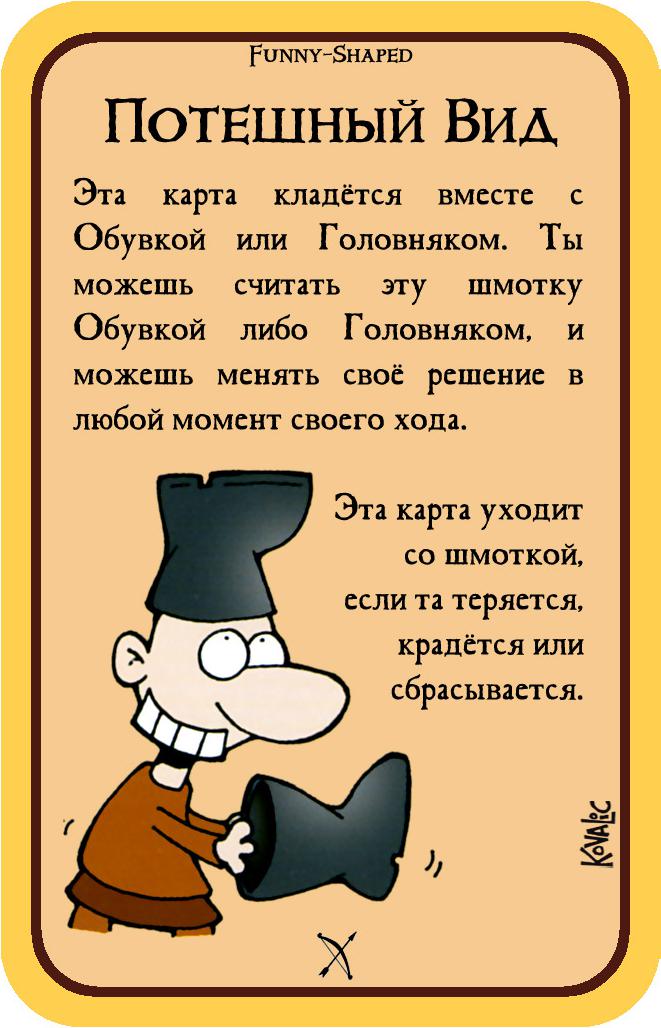 Funny-Shaped
Потешный Вид
Эта карта кладётся вместе с
Обувкой или Головняком. Ты
можешь считать эту шмотку
Обувкой либо Головняком, и
можешь менять своё решение в
любой момент своего хода.
Эта карта уходит
со шмоткой,
если та теряется,
крадётся или
сбрасывается.
Kovalic